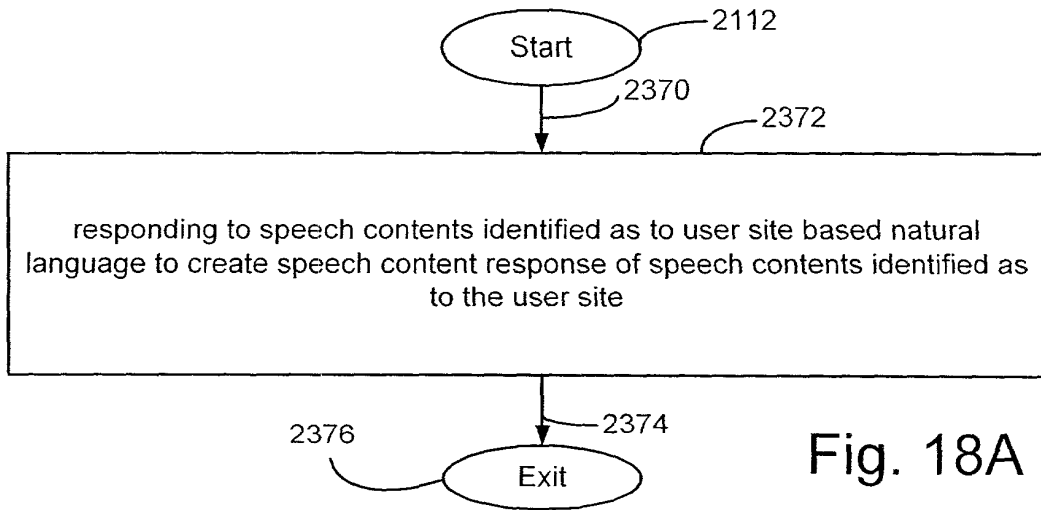 Start
2112
2370
2372
responding to speech contents identified as to user site based natural
language to create speech content response of speech contents identified as
to the user site
2374
2376
Exit
Fig. 18A